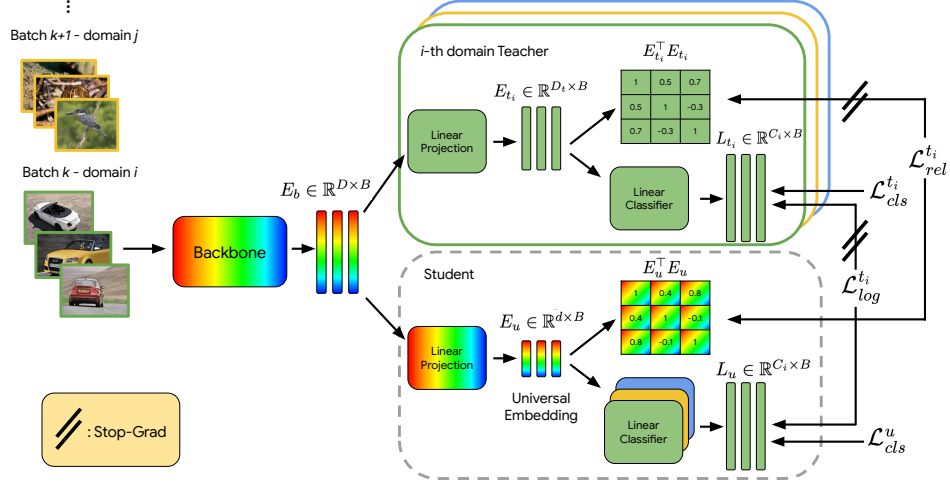 ⋮
Batch k+1 - domain j
Batch k - domain i
E_b ∈ ℝ^{D×B}
Backbone
i-th domain Teacher
Linear
Projection
E_{t_i} ∈ ℝ^{D_t×B}
E_{t_i}^⊤ E_{t_i}
1 0.5 0.7
0.5 1 -0.3
0.7 -0.3 1
L_{t_i} ∈ ℝ^{C_i×B}
Linear
Classifier
ℒ_{rel}^{t_i}
ℒ_{cls}^{t_i}
ℒ_{log}^{t_i}
Student
Linear
Projection
E_u ∈ ℝ^{d×B}
Universal
Embedding
E_u^⊤ E_u
1 0.4 0.8
0.4 1 -0.1
0.8 -0.1 1
L_u ∈ ℝ^{C_i×B}
Linear
Classifier
ℒ_{cls}^u
: Stop-Grad